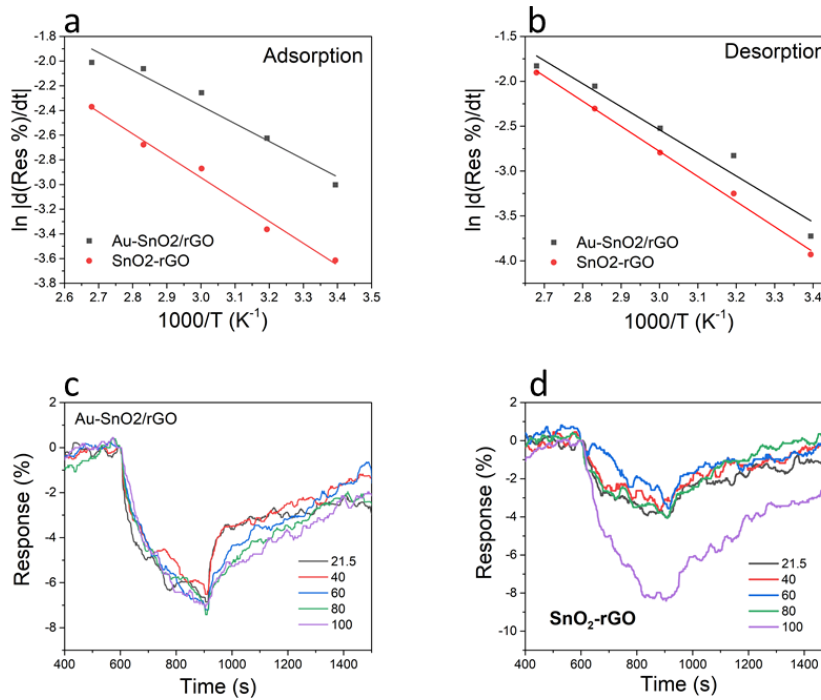 a
Adsorption
ln |d(Res %)/dt|
-1.8
-2.0
-2.2
-2.4
-2.6
-2.8
-3.0
-3.2
-3.4
-3.6
-3.8
Au-SnO2/rGO
SnO2-rGO
2.6 2.7 2.8 2.9 3.0 3.1 3.2 3.3 3.4 3.5
1000/T (K⁻¹)
b
Desorption
ln |d(Res %)/dt|
-1.5
-2.0
-2.5
-3.0
-3.5
-4.0
Au-SnO2/rGO
SnO2-rGO
2.7 2.8 2.9 3.0 3.1 3.2 3.3 3.4
1000/T (K⁻¹)
c
Au-SnO2/rGO
Response (%)
2
0
-2
-4
-6
-8
21.5
40
60
80
100
400 600 800 1000 1200 1400
Time (s)
d
Response (%)
2
0
-2
-4
-6
-8
-10
21.5
40
60
80
100
SnO₂-rGO
400 600 800 1000 1200 1400
Time (s)